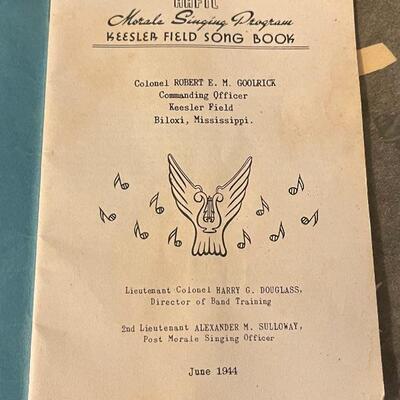 AAFTC
Morale Singing Program
KEESLER FIELD SONG BOOK
Colonel ROBERT E. M. GOOLRICK
Commanding Officer
Keesler Field
Biloxi, Mississippi.
Lieutenant Colonel HARRY G. DOUGLASS,
Director of Band Training
2nd Lieutenant ALEXANDER M. SULLOWAY,
Post Morale Singing Officer
June 1944